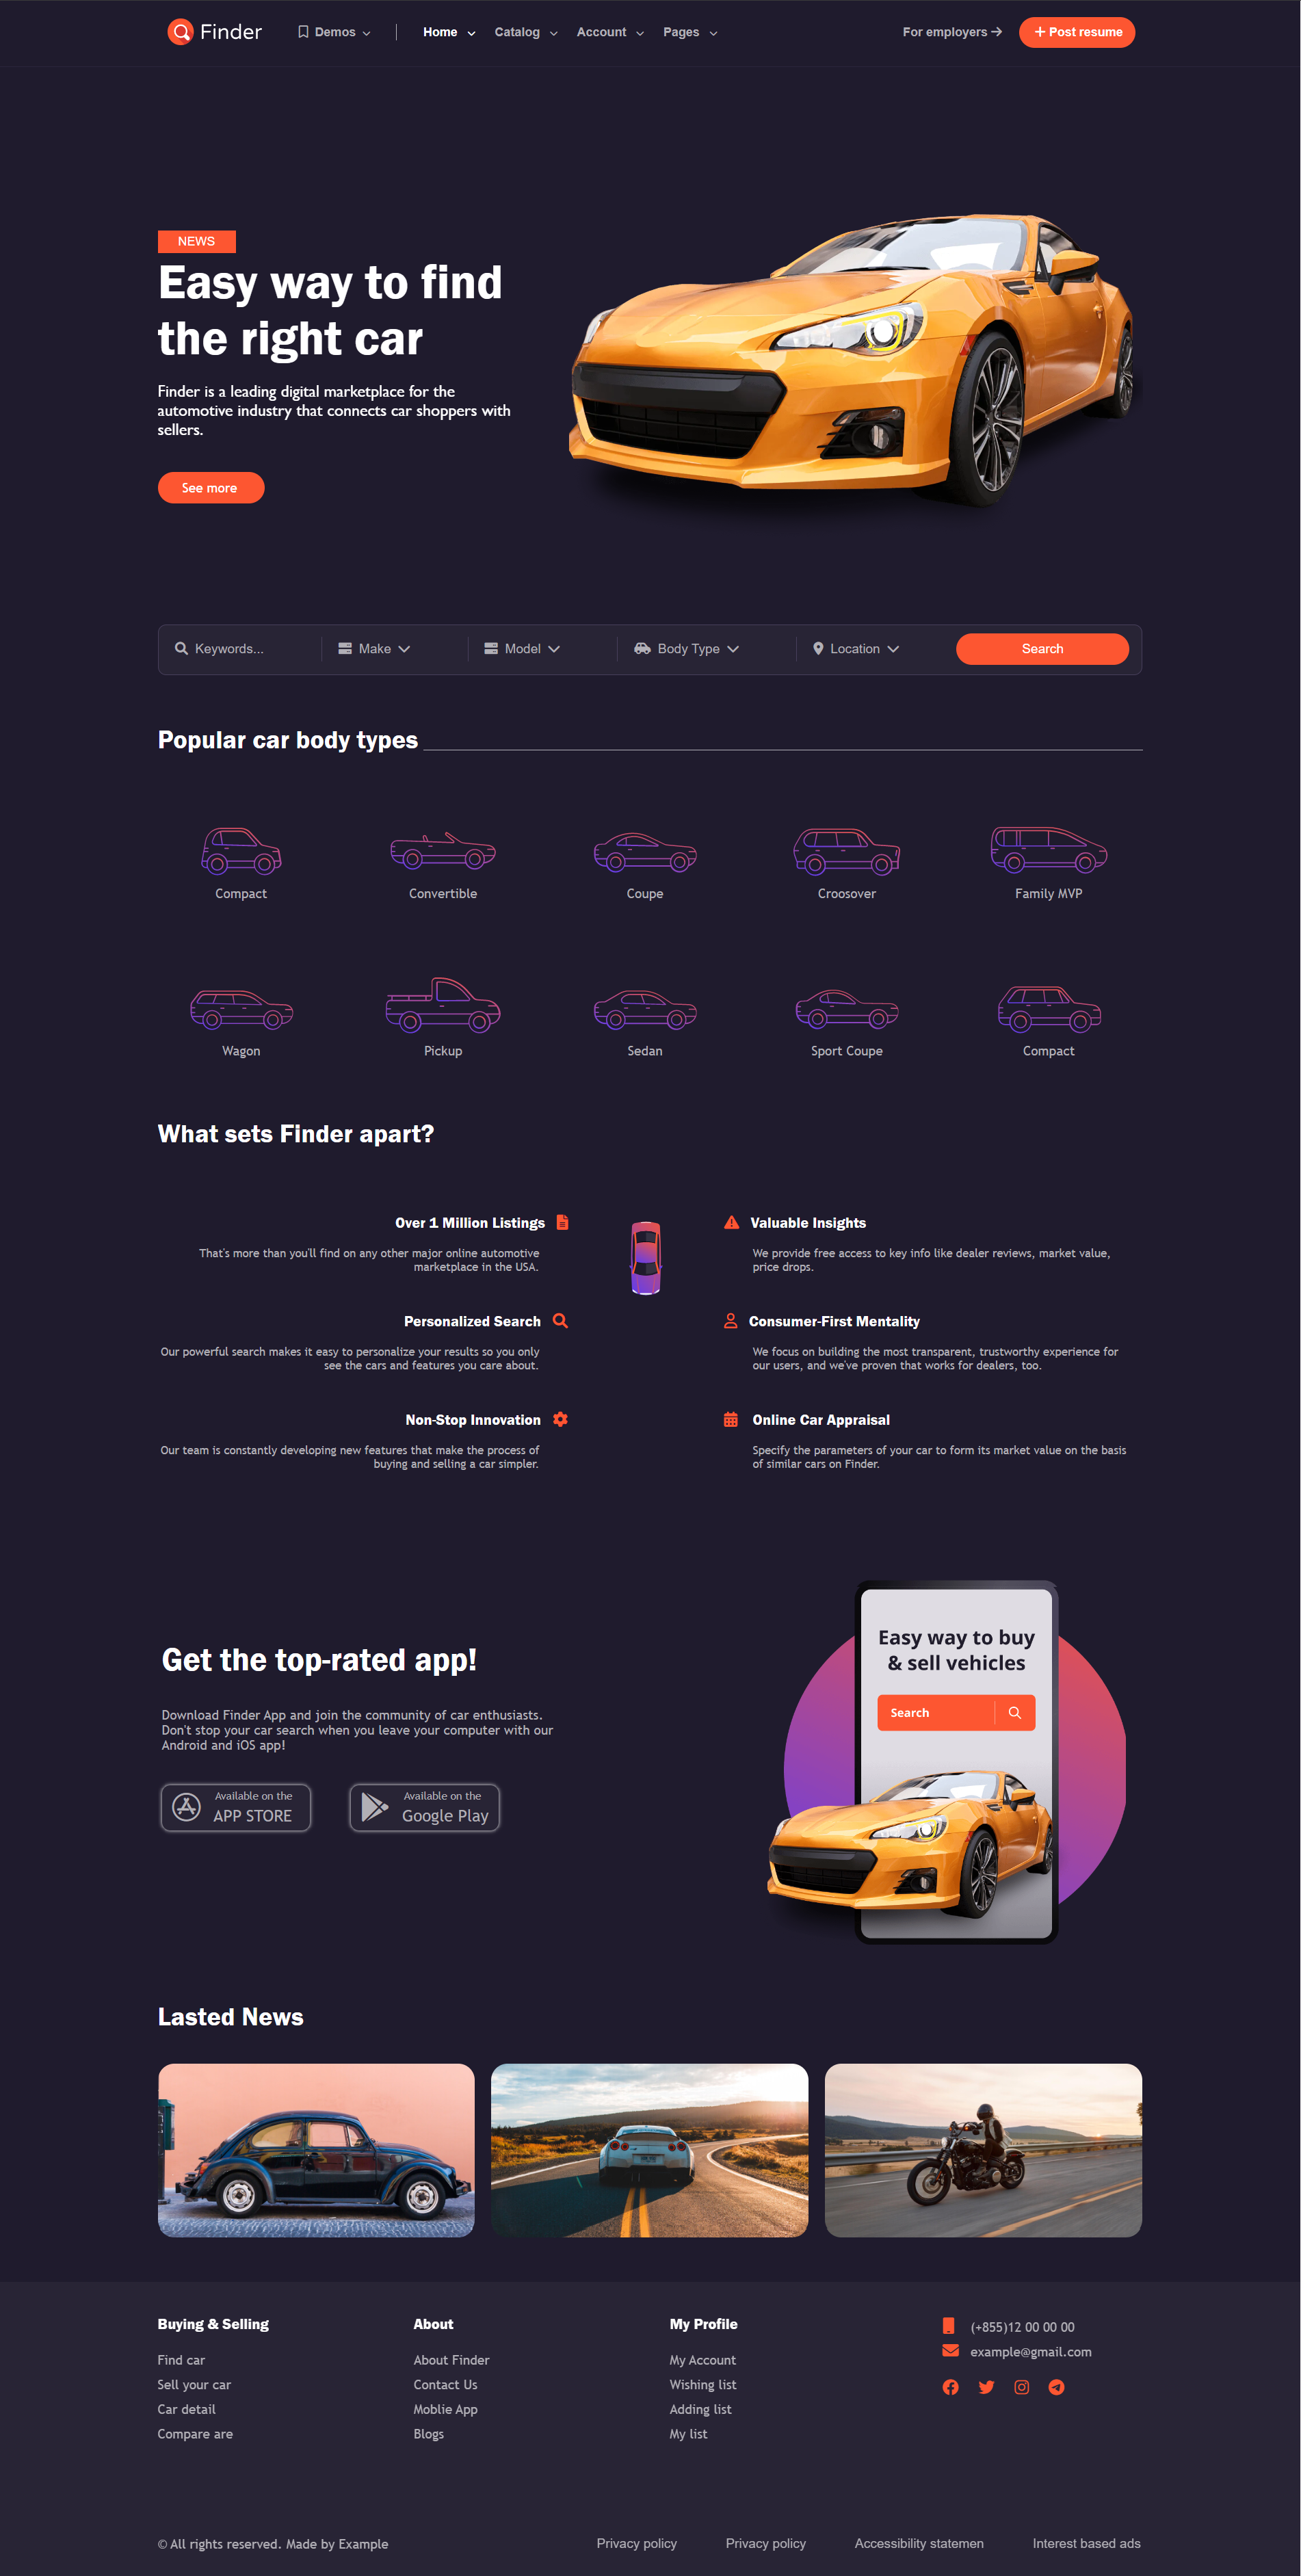 Finder
Demos
Home
Catalog
Account
Pages
For employers
Post resume
NEWS
Easy way to find
the right car
Finder is a leading digital marketplace for the
automotive industry that connects car shoppers with
sellers.
See more
Keywords...
Make
Model
Body Type
Location
Search
Popular car body types
Compact
Convertible
Coupe
Croosover
Family MVP
Wagon
Pickup
Sedan
Sport Coupe
Compact
What sets Finder apart?
Over 1 Million Listings
That's more than you'll find on any other major online automotive
marketplace in the USA.
Valuable Insights
We provide free access to key info like dealer reviews, market value,
price drops.
Personalized Search
Our powerful search makes it easy to personalize your results so you only
see the cars and features you care about.
Consumer-First Mentality
We focus on building the most transparent, trustworthy experience for
our users, and we've proven that works for dealers, too.
Non-Stop Innovation
Our team is constantly developing new features that make the process of
buying and selling a car simpler.
Online Car Appraisal
Specify the parameters of your car to form its market value on the basis
of similar cars on Finder.
Get the top-rated app!
Download Finder App and join the community of car enthusiasts.
Don't stop your car search when you leave your computer with our
Android and iOS app!
Available on the
APP STORE
Available on the
Google Play
Easy way to buy
& sell vehicles
Search
Lasted News
Buying & Selling
Find car
Sell your car
Car detail
Compare are
About
About Finder
Contact Us
Moblie App
Blogs
My Profile
My Account
Wishing list
Adding list
My list
(+855)12 00 00 00
example@gmail.com
© All rights reserved. Made by Example
Privacy policy
Privacy policy
Accessibility statemen
Interest based ads